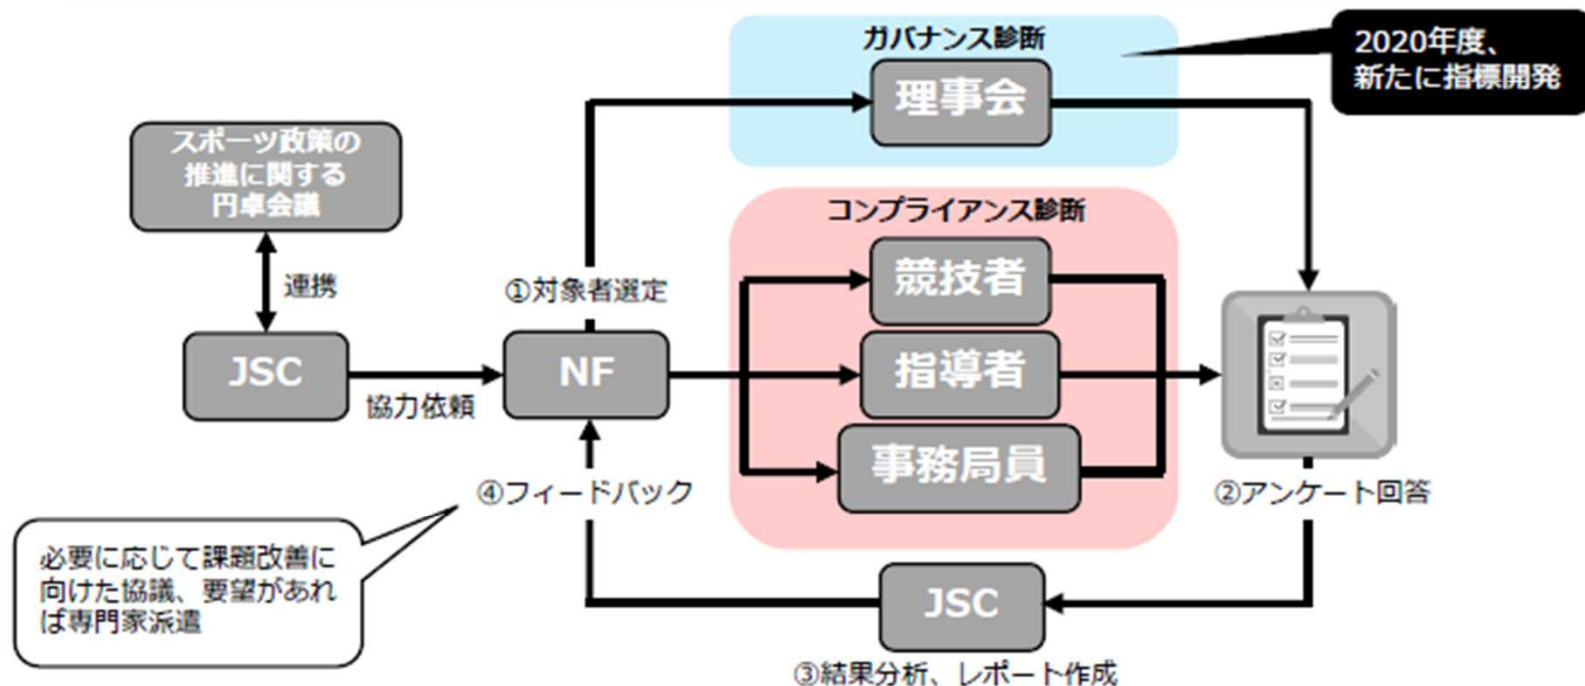 ガバナンス診断
理事会
2020年度、
新たに指標開発
スポーツ政策の
推進に関する
円卓会議
連携
JSC
協力依頼
①対象者選定
NF
コンプライアンス診断
競技者
指導者
事務局員
②アンケート回答
JSC
③結果分析、レポート作成
④フィードバック
必要に応じて課題改善に
向けた協議、要望があれ
ば専門家派遣